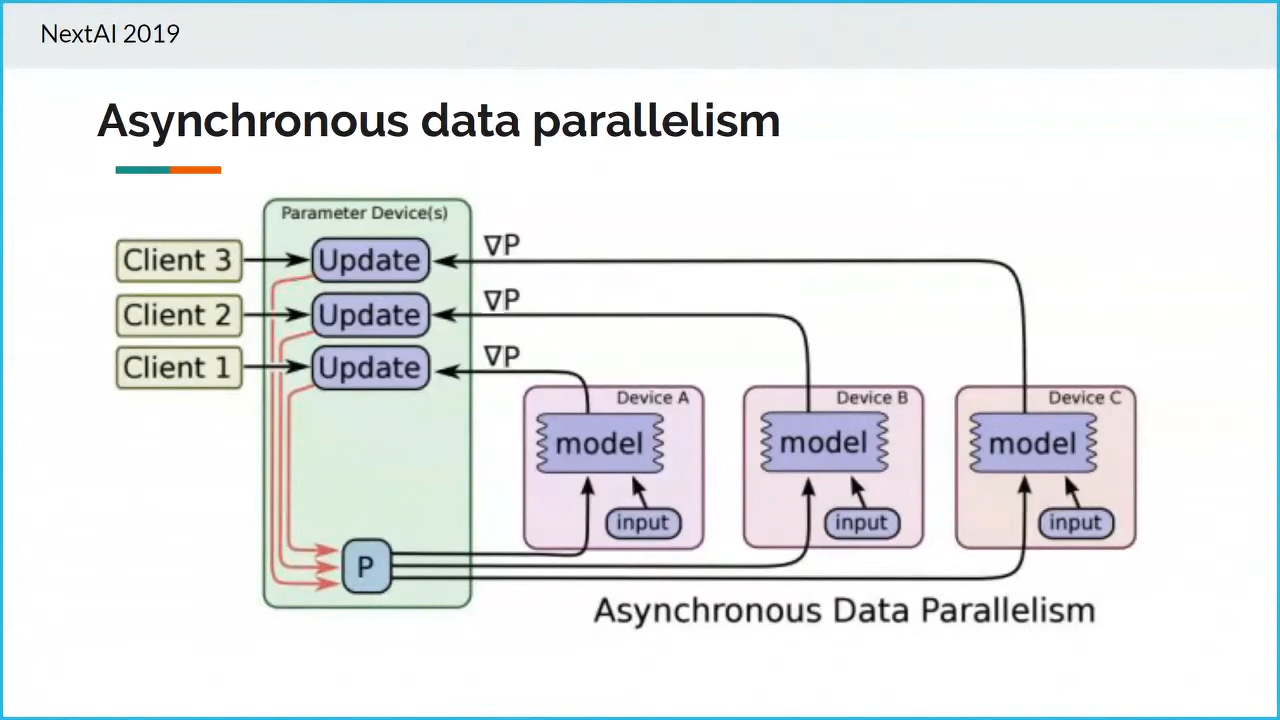 NextAI 2019
Asynchronous data parallelism
Parameter Device(s)
Client 3
Update
∇P
Client 2
Update
∇P
Client 1
Update
∇P
Device A
Device B
Device C
model
model
model
input
input
input
P
Asynchronous Data Parallelism